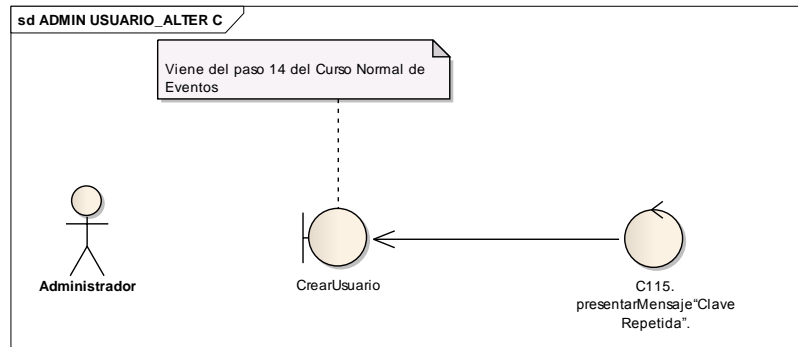 sd ADMIN USUARIO_ALTER C
Viene del paso 14 del Curso Normal de
Eventos
Administrador
CrearUsuario
C115.
presentarMensaje“Clave
Repetida”.